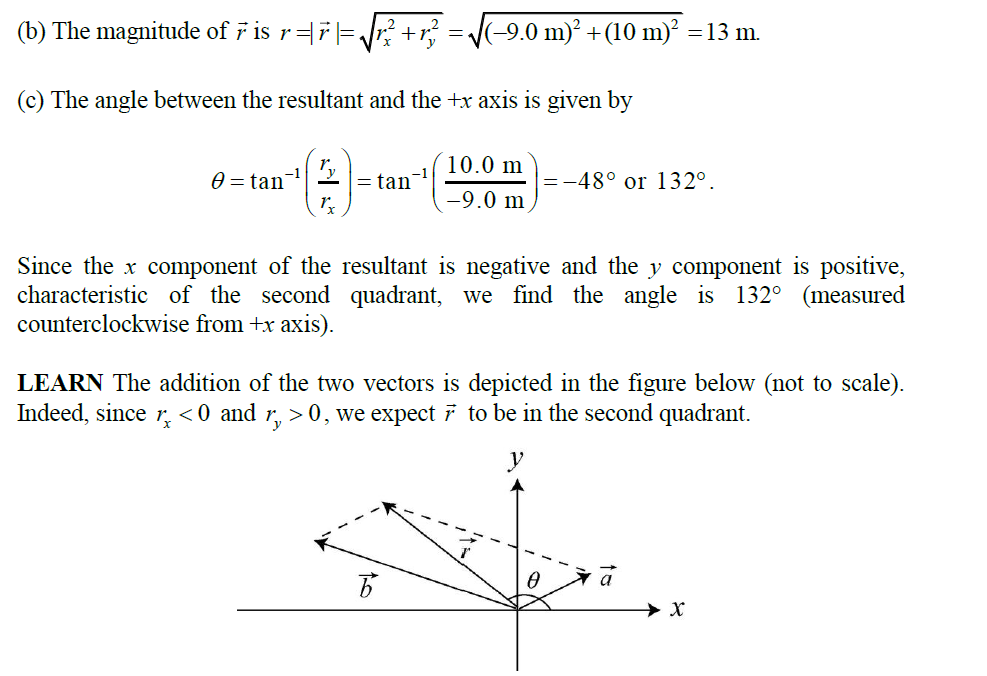 (b) The magnitude of r⃗ is r =| r⃗ |= √(r_x² + r_y²) = √((−9.0 m)² + (10 m)²) = 13 m.
(c) The angle between the resultant and the +x axis is given by
θ = tan⁻¹(r_y/r_x) = tan⁻¹(10.0 m/−9.0 m) = −48° or 132°.
Since the x component of the resultant is negative and the y component is positive,
characteristic of the second quadrant, we find the angle is 132° (measured
counterclockwise from +x axis).
LEARN The addition of the two vectors is depicted in the figure below (not to scale).
Indeed, since r_x < 0 and r_y > 0, we expect r⃗ to be in the second quadrant.
y
r⃗
b⃗
θ
a⃗
x